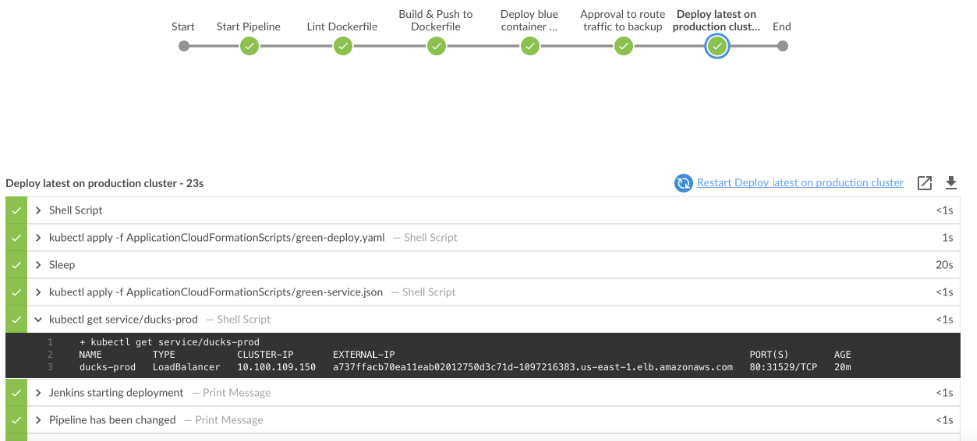 Start
Start Pipeline
Lint Dockerfile
Build & Push to
Dockerfile
Deploy blue
container ...
Approval to route
traffic to backup
Deploy latest on
production clust...
End
Deploy latest on production cluster - 23s
Restart Deploy latest on production cluster
Shell Script <1s
kubectl apply -f ApplicationCloudFormationScripts/green-deploy.yaml — Shell Script 1s
Sleep 20s
kubectl apply -f ApplicationCloudFormationScripts/green-service.json — Shell Script <1s
kubectl get service/ducks-prod — Shell Script <1s
1 + kubectl get service/ducks-prod
2 NAME TYPE CLUSTER-IP EXTERNAL-IP PORT(S) AGE
3 ducks-prod LoadBalancer 10.100.109.150 a737ffacb70ea11eab02012750d3c71d-1097216383.us-east-1.elb.amazonaws.com 80:31529/TCP 20m
Jenkins starting deployment — Print Message <1s
Pipeline has been changed — Print Message <1s